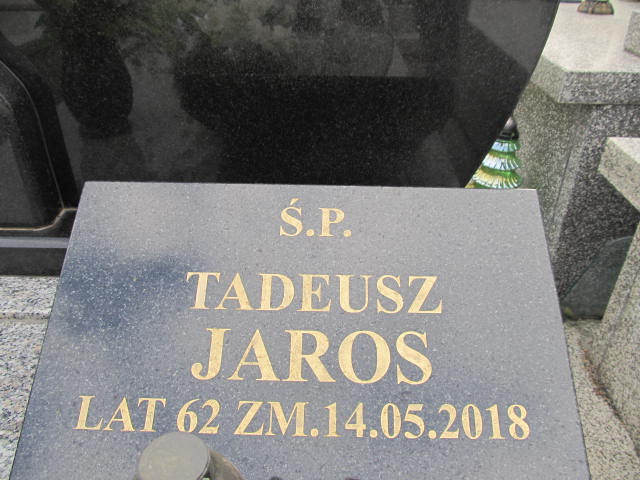 Ś.P.
TADEUSZ
JAROS
LAT 62 ZM.14.05.2018